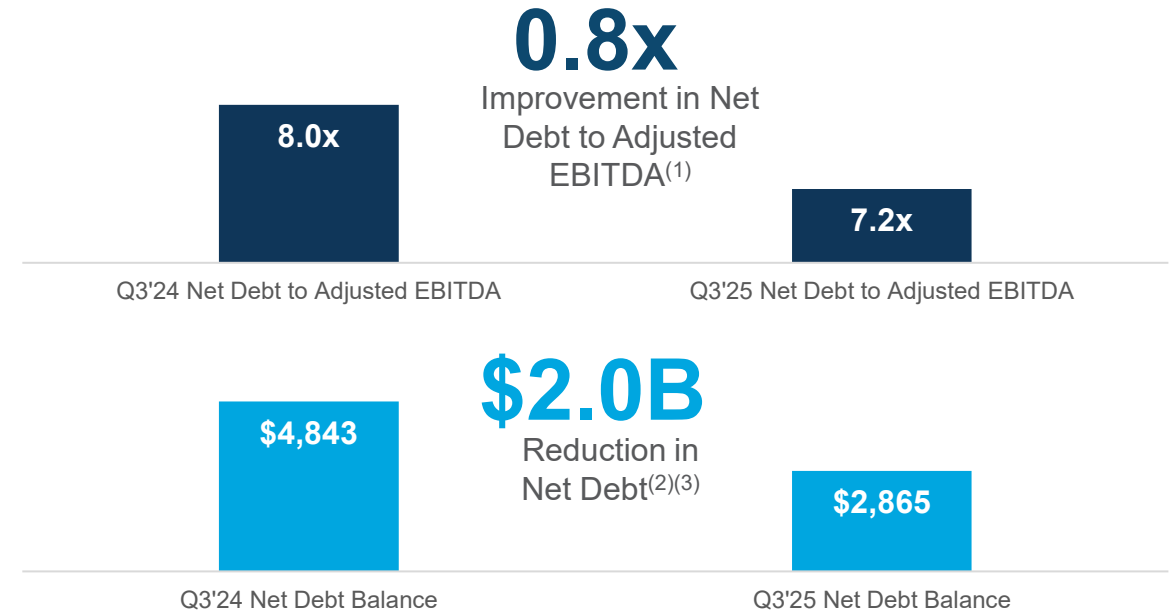 0.8x
Improvement in Net
Debt to Adjusted
EBITDA(1)
8.0x
7.2x
Q3'24 Net Debt to Adjusted EBITDA
Q3'25 Net Debt to Adjusted EBITDA
$2.0B
Reduction in
Net Debt(2)(3)
$4,843
$2,865
Q3'24 Net Debt Balance
Q3'25 Net Debt Balance